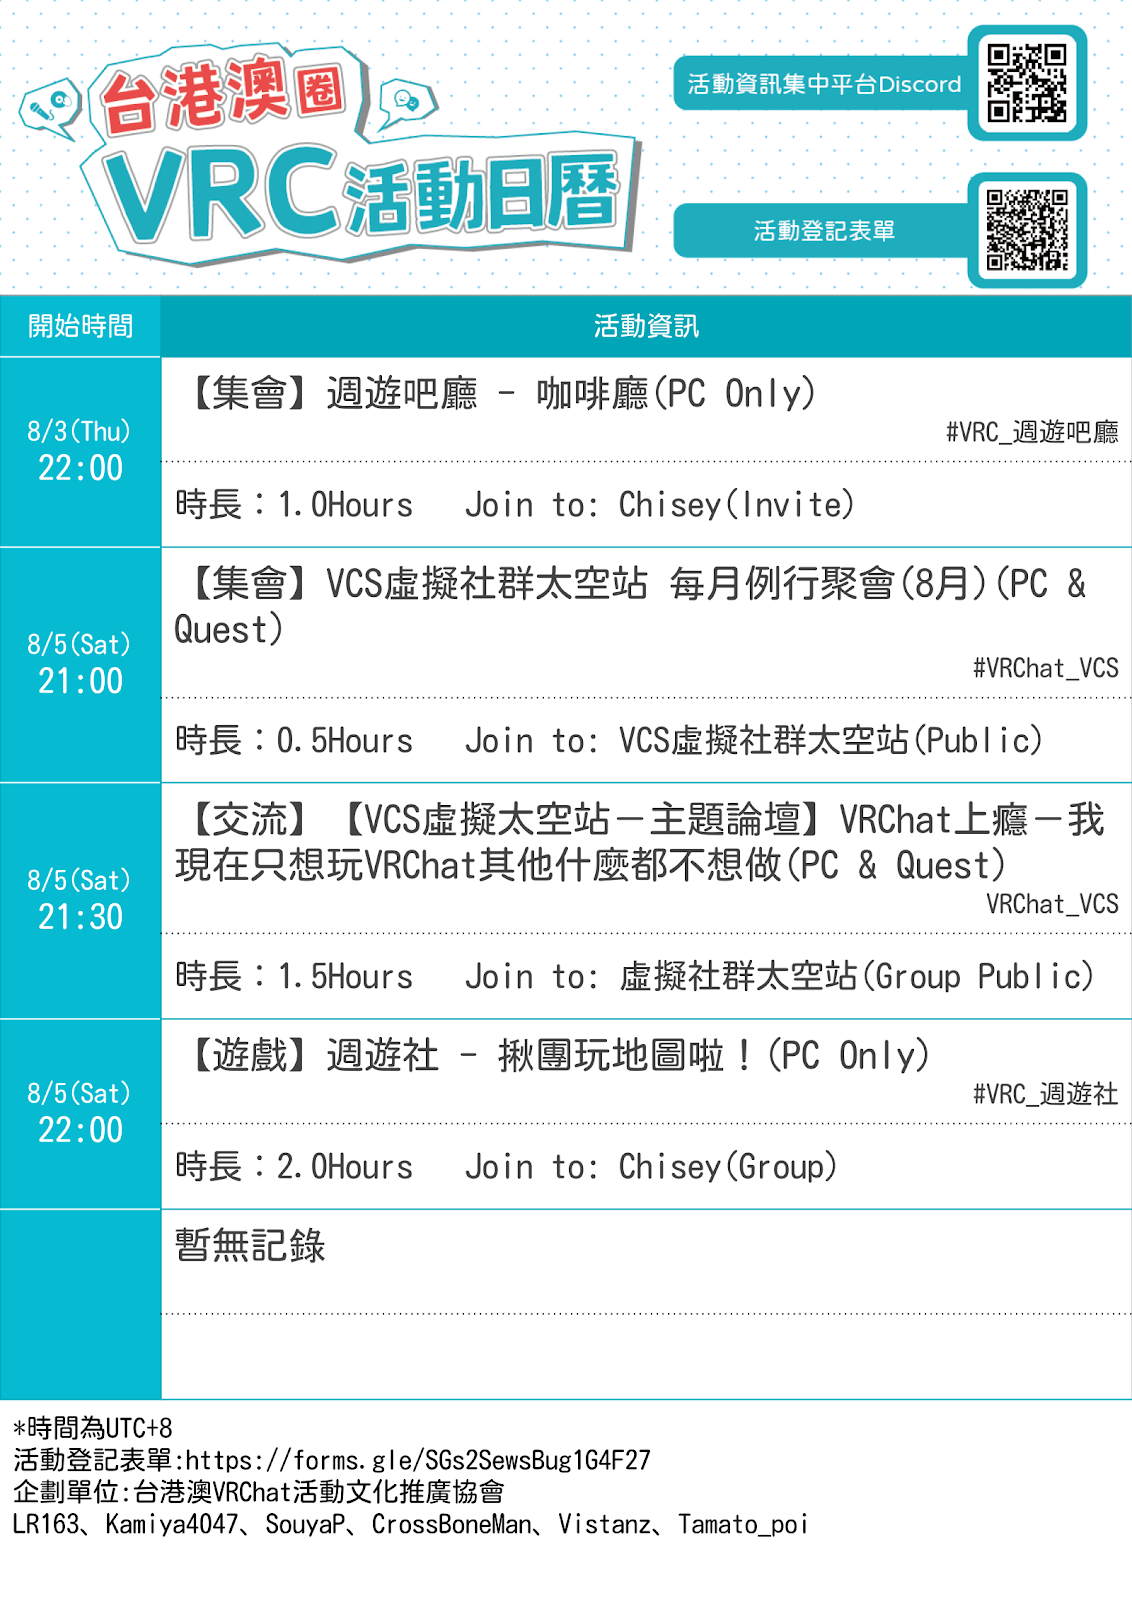 台港澳圈
VRC活動日曆
活動資訊集中平台Discord
活動登記表單
開始時間
活動資訊
8/3(Thu)
22:00
【集會】週遊吧廳 - 咖啡廳(PC Only)
#VRC_週遊吧廳
時長：1.0Hours Join to: Chisey(Invite)
8/5(Sat)
21:00
【集會】VCS虛擬社群太空站 每月例行聚會(8月)(PC &
Quest)
#VRChat_VCS
時長：0.5Hours Join to: VCS虛擬社群太空站(Public)
8/5(Sat)
21:30
【交流】【VCS虛擬太空站－主題論壇】VRChat上癮－我
現在只想玩VRChat其他什麼都不想做(PC & Quest)
VRChat_VCS
時長：1.5Hours Join to: 虛擬社群太空站(Group Public)
8/5(Sat)
22:00
【遊戲】週遊社 - 揪團玩地圖啦！(PC Only)
#VRC_週遊社
時長：2.0Hours Join to: Chisey(Group)
暫無記錄
*時間為UTC+8
活動登記表單:https://forms.gle/SGs2SewsBug1G4F27
企劃單位:台港澳VRChat活動文化推廣協會
LR163、Kamiya4047、SouyaP、CrossBoneMan、Vistanz、Tamato_poi